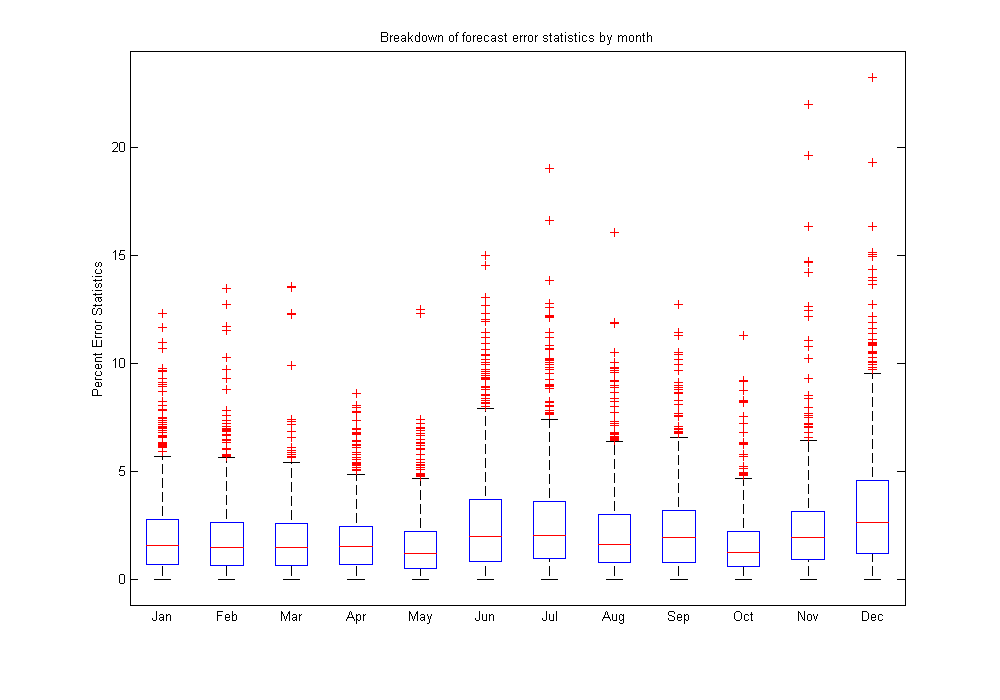 Breakdown of forecast error statistics by month
Percent Error Statistics
20
15
10
5
0
Jan Feb Mar Apr May Jun Jul Aug Sep Oct Nov Dec